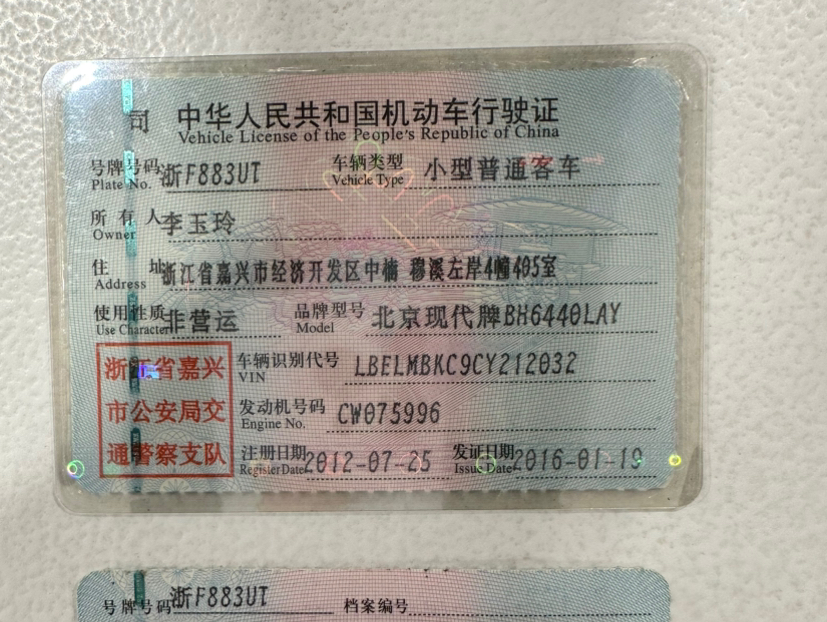 司 中华人民共和国机动车行驶证
Vehicle License of the People's Republic of China
号牌号码 浙F883UT 车辆类型 小型普通客车
Plate No. Vehicle Type
所有人 李玉玲
Owner
住址 浙江省嘉兴市经济开发区中楠 穆溪左岸4幢405室
Address
使用性质 非营运 品牌型号 北京现代牌BH6440LAY
Use Character Model
浙江省嘉兴
市公安局交
通警察支队
车辆识别代号 LBELMBKC9CY212032
VIN
发动机号码 CW075996
Engine No.
注册日期 2012-07-25 发证日期 2016-01-19
Register Date Issue Date
号牌号码 浙F883UT 档案编号